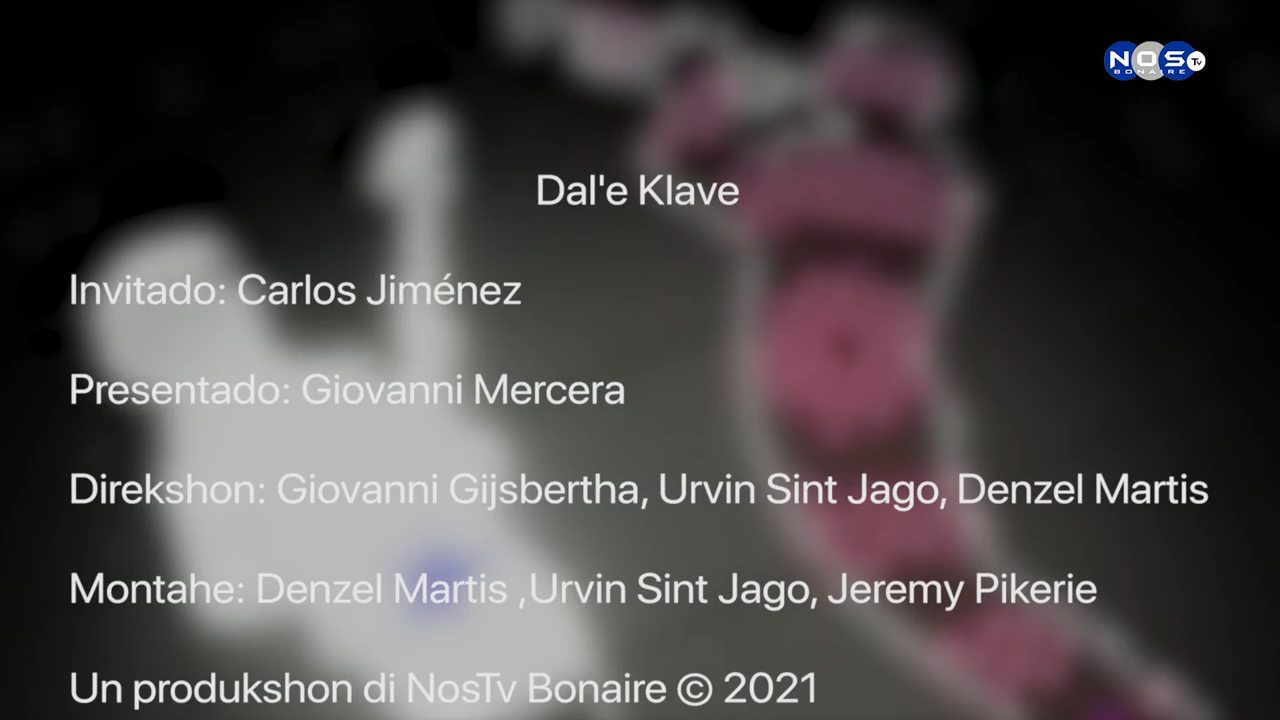 NOS Tv
BONAIRE
Dal'e Klave
Invitado: Carlos Jiménez
Presentado: Giovanni Mercera
Direkshon: Giovanni Gijsbertha, Urvin Sint Jago, Denzel Martis
Montahe: Denzel Martis ,Urvin Sint Jago, Jeremy Pikerie
Un produkshon di NosTv Bonaire © 2021